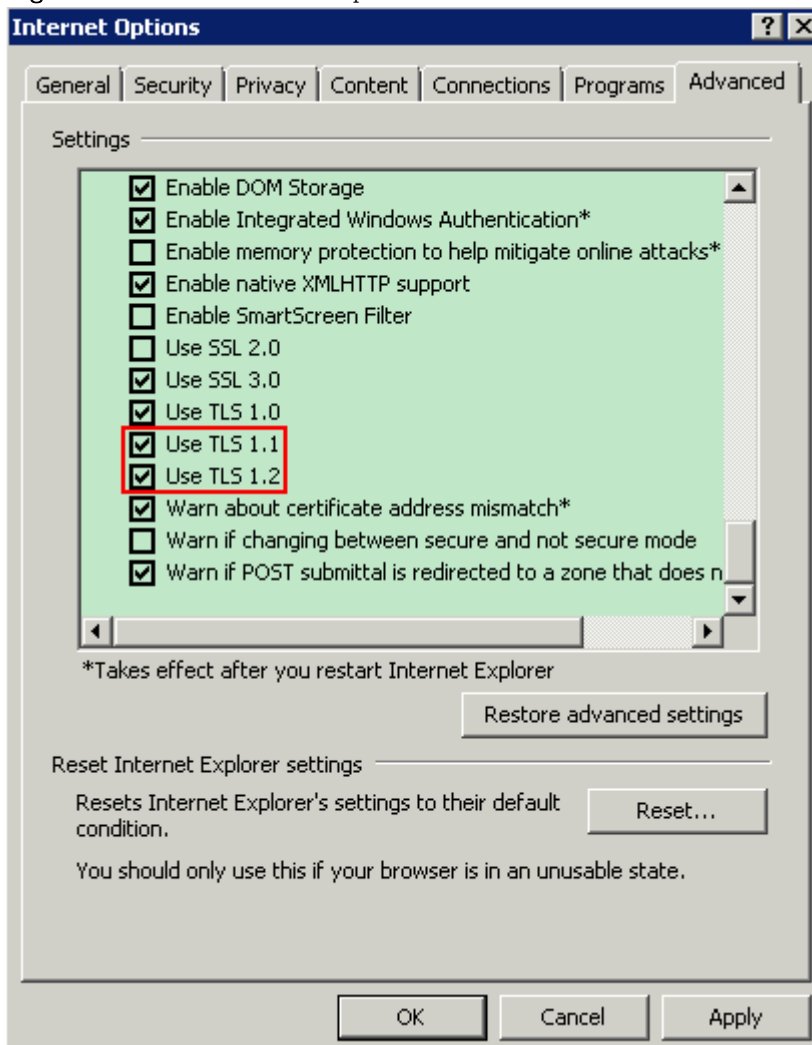 Internet Options
General Security Privacy Content Connections Programs Advanced
Settings
Enable DOM Storage
Enable Integrated Windows Authentication*
Enable memory protection to help mitigate online attacks*
Enable native XMLHTTP support
Enable SmartScreen Filter
Use SSL 2.0
Use SSL 3.0
Use TLS 1.0
Use TLS 1.1
Use TLS 1.2
Warn about certificate address mismatch*
Warn if changing between secure and not secure mode
Warn if POST submittal is redirected to a zone that does n
*Takes effect after you restart Internet Explorer
Restore advanced settings
Reset Internet Explorer settings
Resets Internet Explorer's settings to their default
condition.
Reset...
You should only use this if your browser is in an unusable state.
OK Cancel Apply